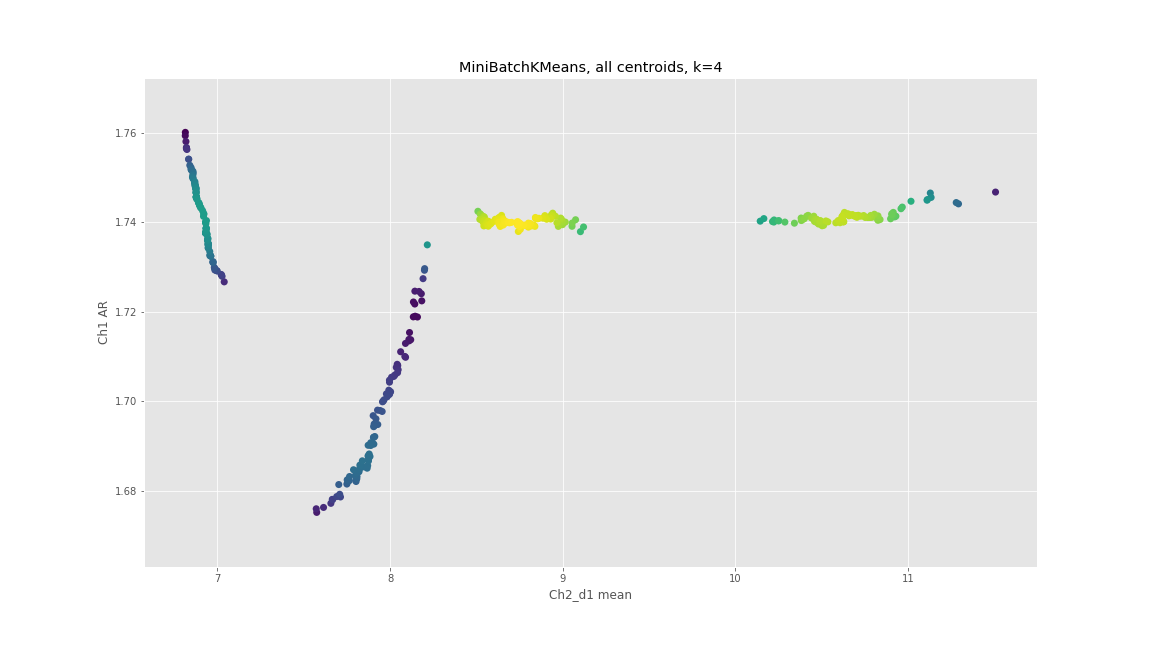 MiniBatchKMeans, all centroids, k=4
1.76
1.74
1.72
1.70
1.68
Ch1 AR
7 8 9 10 11
Ch2_d1 mean